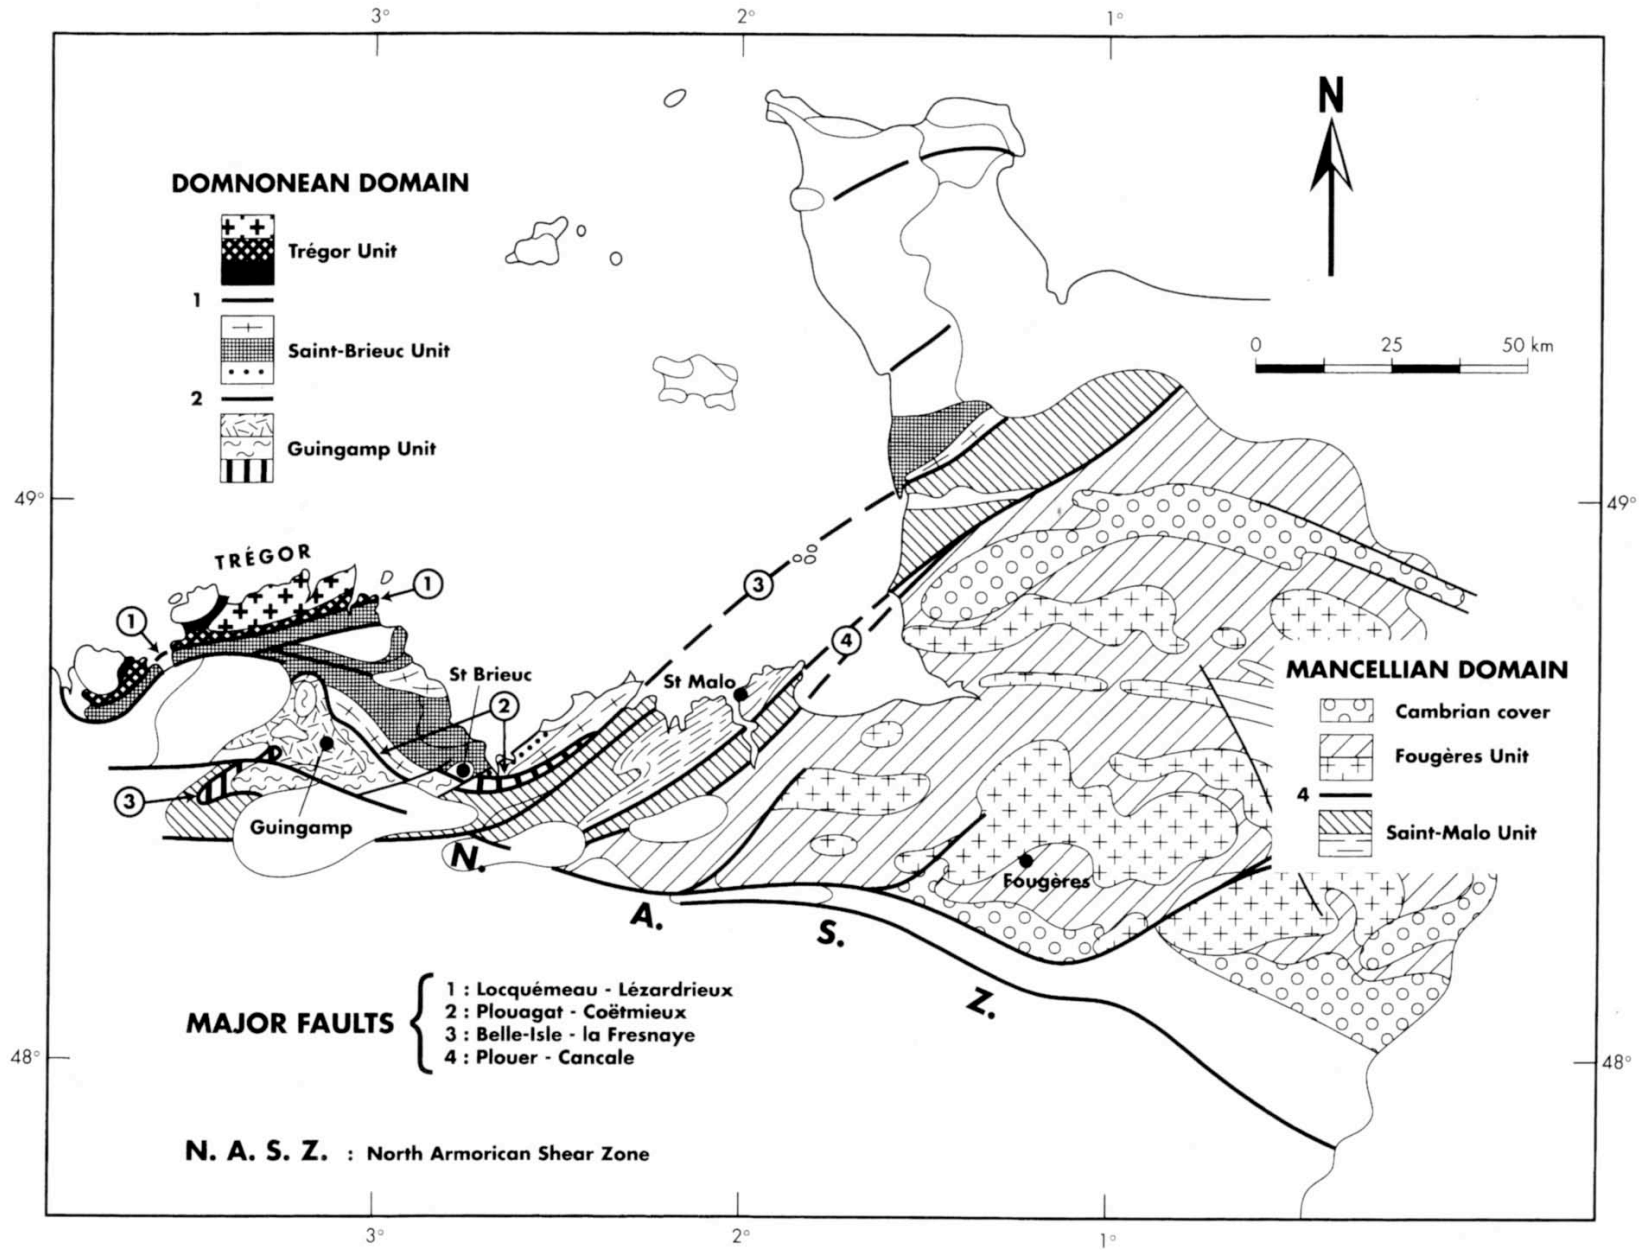 3° 2° 1°
N
DOMNONEAN DOMAIN
Trégor Unit
1
Saint-Brieuc Unit
2
Guingamp Unit
0 25 50 km
49° 49°
TRÉGOR
1
1
3
4
St Brieuc
St Malo
2
MANCELLIAN DOMAIN
Cambrian cover
Fougères Unit
4
Saint-Malo Unit
3
Guingamp
N.
Fougères
A.
S.
Z.
MAJOR FAULTS
1 : Locquémeau - Lézardrieux
2 : Plouagat - Coëtmieux
3 : Belle-Isle - la Fresnaye
4 : Plouer - Cancale
48° 48°
N. A. S. Z. : North Armorican Shear Zone
3° 2° 1°